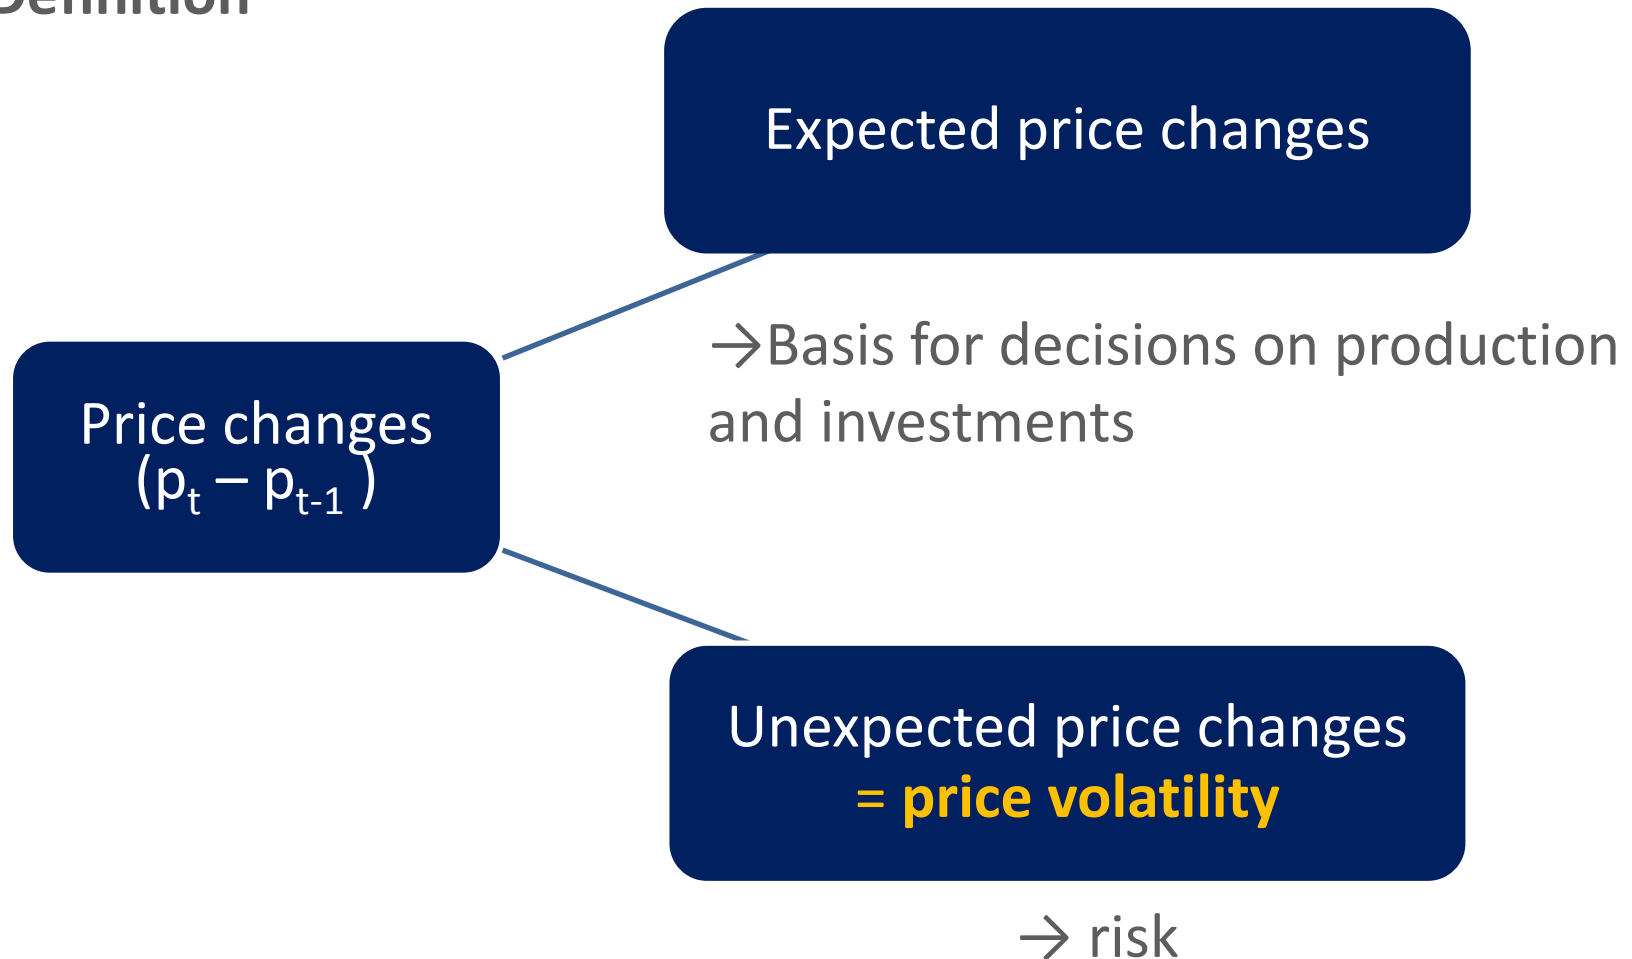 Definition
Expected price changes
→Basis for decisions on production
and investments
Price changes
(pₜ – pₜ₋₁ )
Unexpected price changes
= price volatility
→ risk